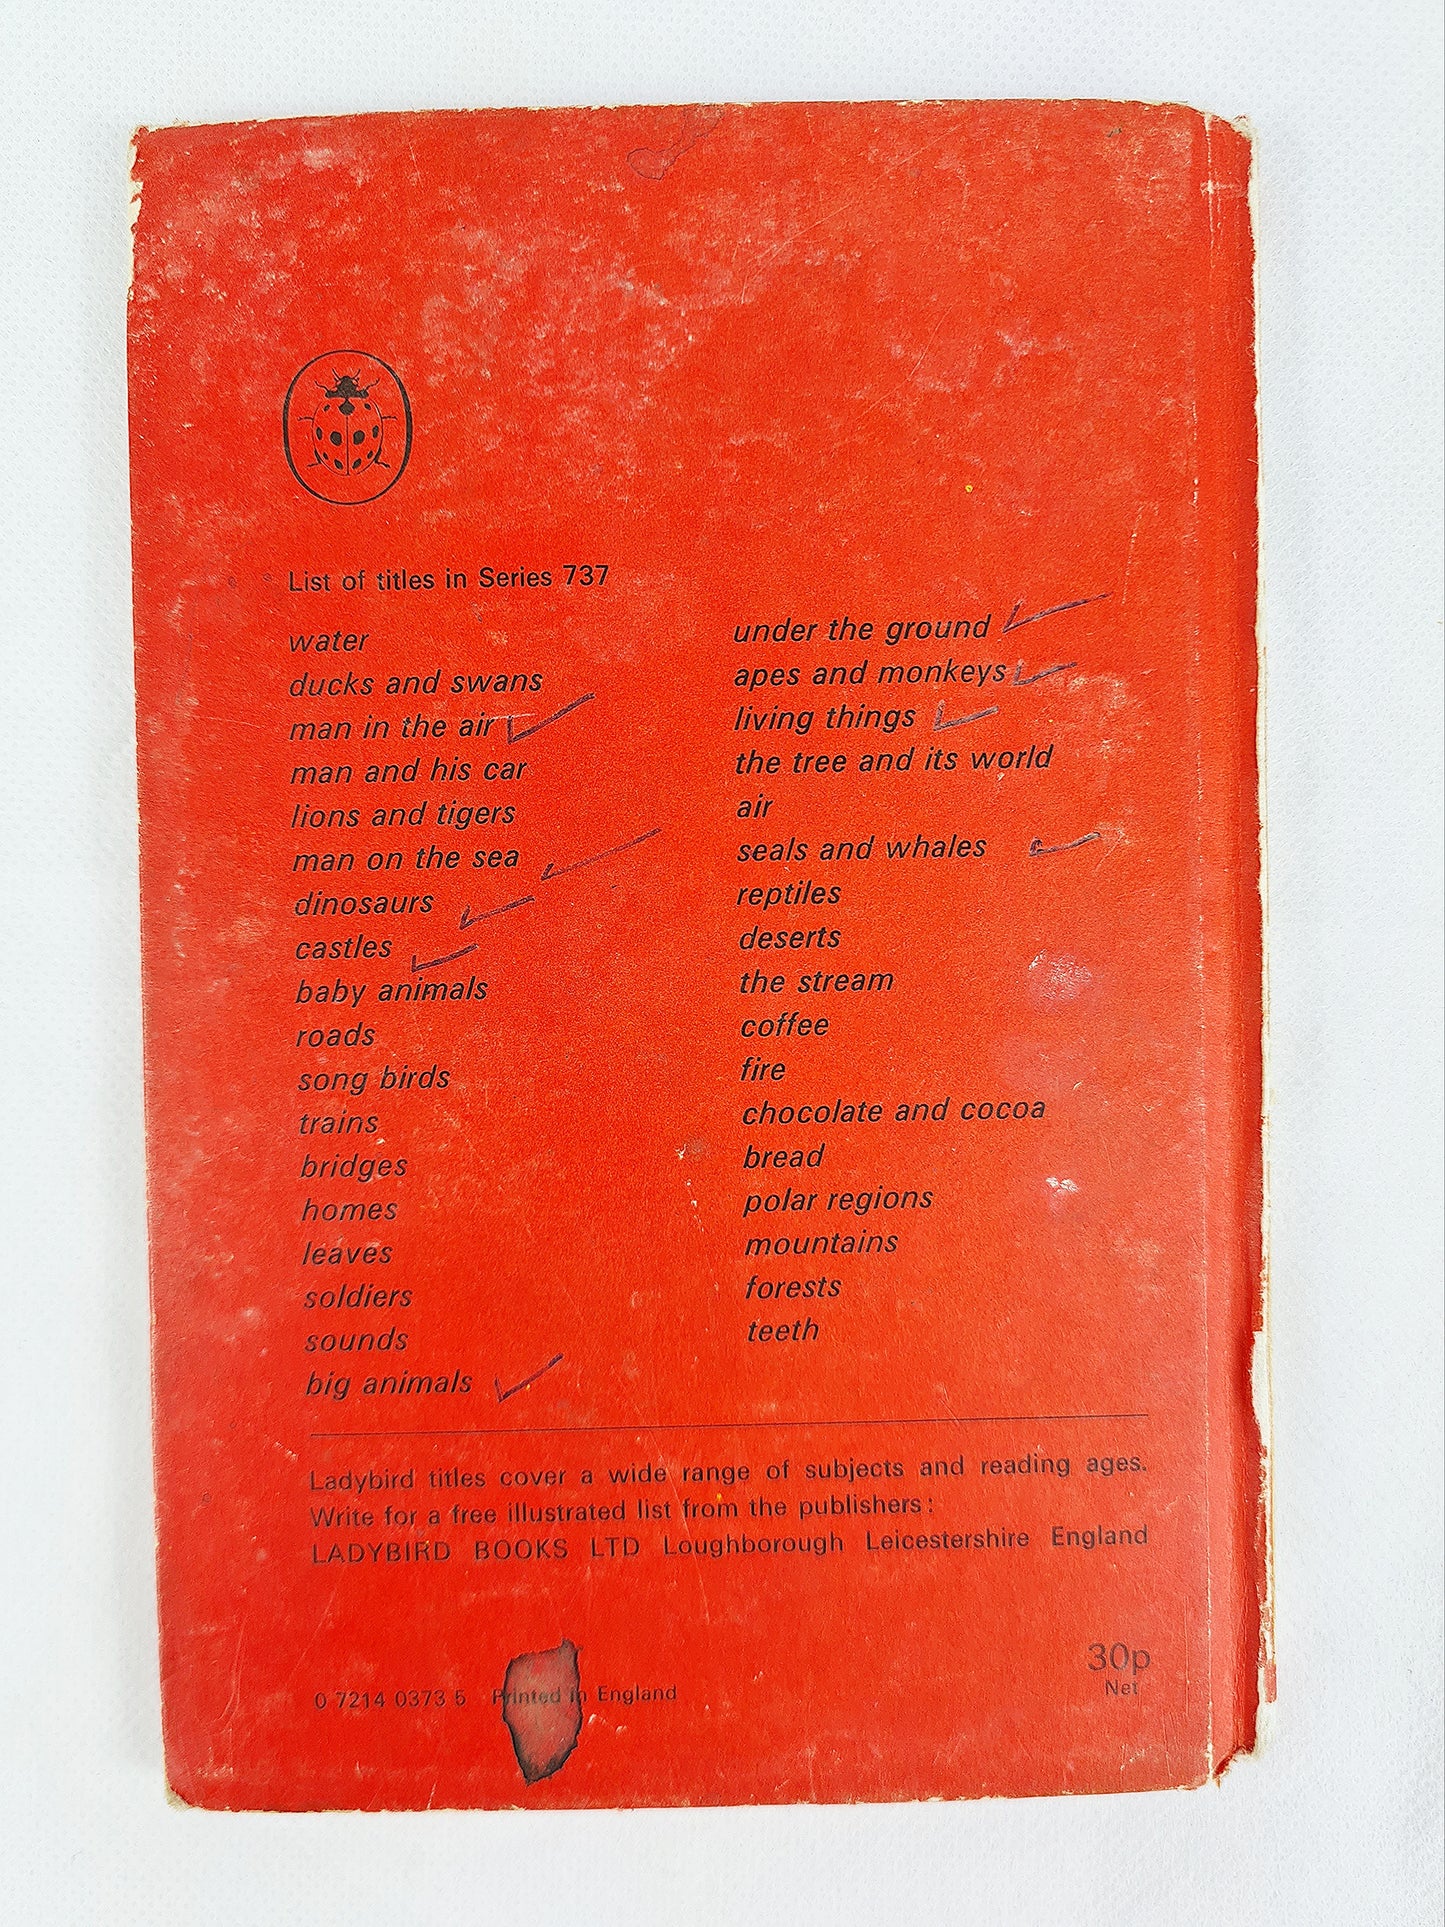 List of titles in Series 737
water
ducks and swans
man in the air
man and his car
lions and tigers
man on the sea
dinosaurs
castles
baby animals
roads
song birds
trains
bridges
homes
leaves
soldiers
sounds
big animals
under the ground
apes and monkeys
living things
the tree and its world
air
seals and whales
reptiles
deserts
the stream
coffee
fire
chocolate and cocoa
bread
polar regions
mountains
forests
teeth
Ladybird titles cover a wide range of subjects and reading ages.
Write for a free illustrated list from the publishers:
LADYBIRD BOOKS LTD Loughborough Leicestershire England
30p
Net
0 7214 0373 5 Printed in England